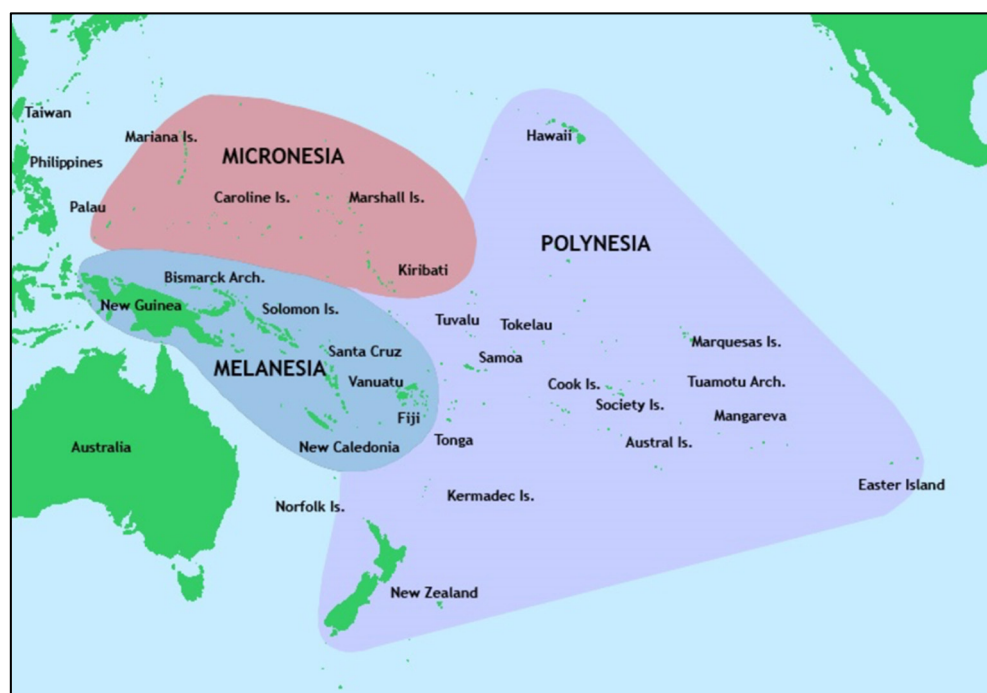 Taiwan
Hawaii
Mariana Is.
MICRONESIA
Philippines
Caroline Is.
Marshall Is.
Palau
POLYNESIA
Kiribati
Bismarck Arch.
New Guinea
Solomon Is.
Tuvalu
Tokelau
Marquesas Is.
Santa Cruz
Samoa
MELANESIA
Vanuatu
Cook Is.
Tuamotu Arch.
Society Is.
Fiji
Mangareva
Australia
New Caledonia
Tonga
Austral Is.
Easter Island
Norfolk Is.
Kermadec Is.
New Zealand